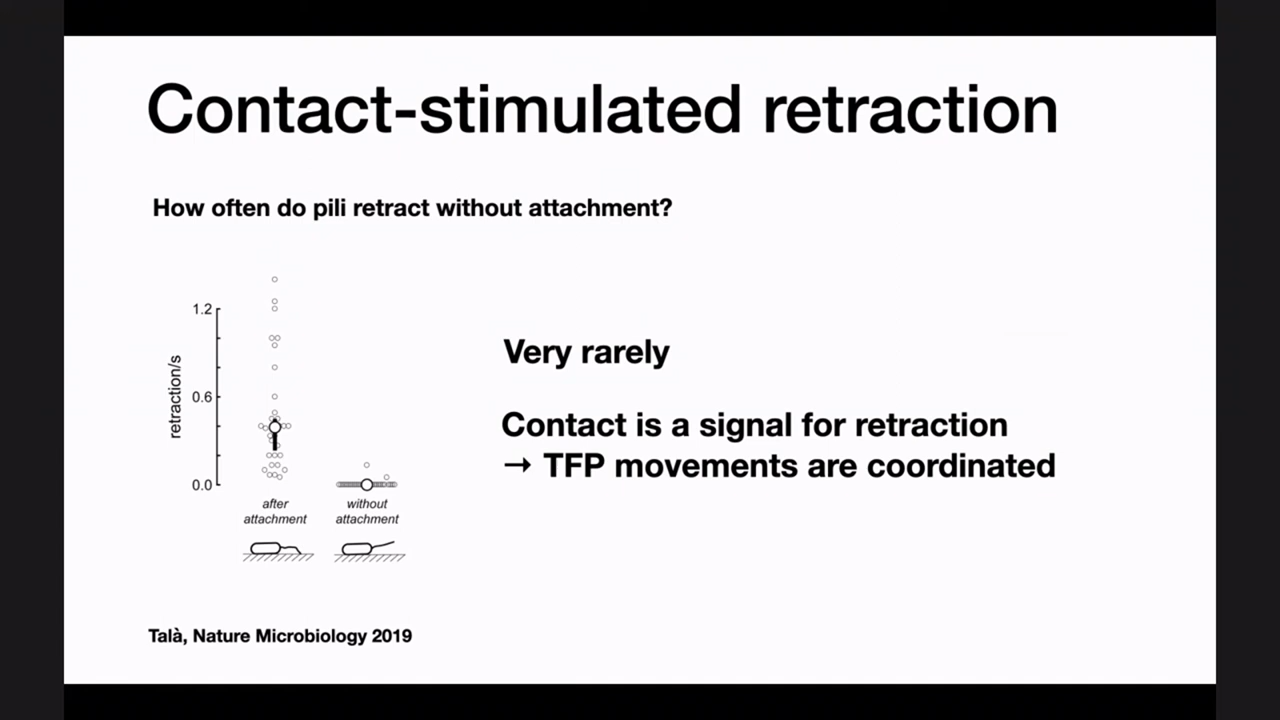 Contact-stimulated retraction
How often do pili retract without attachment?
1.2
0.6
0.0
retraction/s
after
attachment
without
attachment
Very rarely
Contact is a signal for retraction
→ TFP movements are coordinated
Talà, Nature Microbiology 2019